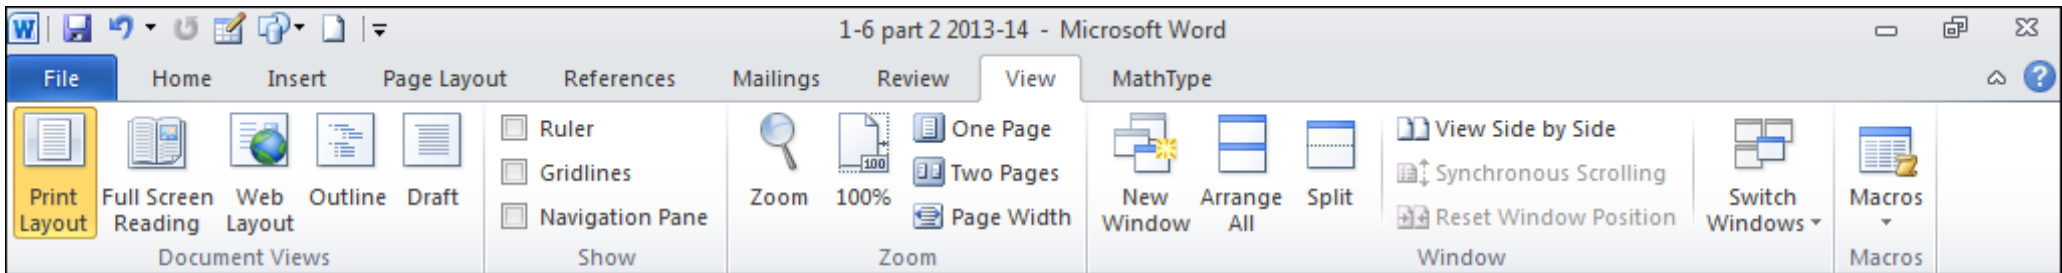 W
1-6 part 2 2013-14 - Microsoft Word
File Home Insert Page Layout References Mailings Review View MathType ?
Print Layout
Full Screen Reading
Web Layout
Outline
Draft
Document Views
Ruler
Gridlines
Navigation Pane
Show
Zoom
100
100%
One Page
Two Pages
Page Width
Zoom
New Window
Arrange All
Split
View Side by Side
Synchronous Scrolling
Reset Window Position
Switch Windows
Window
Macros
Macros